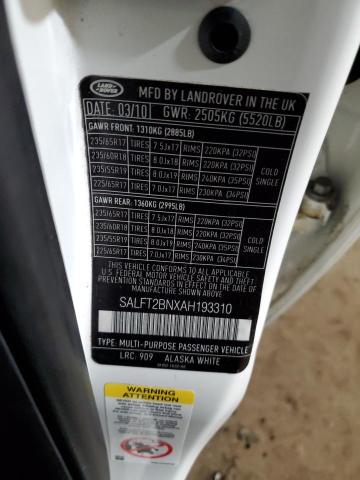 LAND ROVER
MFD BY LANDROVER IN THE UK
DATE: 03/10 GWR: 2505KG (5520LB)
GAWR FRONT: 1310KG (2885LB)
235/65R17 TIRES 7.5Jx17 RIMS 220KPA (32PSI)
235/60R18 TIRES 8.0Jx18 RIMS 220KPA (32PSI) COLD
235/55R19 TIRES 8.0Jx19 RIMS 240KPA (35PSI) SINGLE
225/65R17 TIRES 7.0Jx17 RIMS 230KPA (34PSI)
GAWR REAR: 1360KG (2995LB)
235/65R17 TIRES 7.5Jx17 RIMS 220KPA (32PSI)
235/60R18 TIRES 8.0Jx18 RIMS 220KPA (32PSI) COLD
235/55R19 TIRES 8.0Jx19 RIMS 240KPA (35PSI) SINGLE
225/65R17 TIRES 7.0Jx17 RIMS 230KPA (34PSI)
THIS VEHICLE CONFORMS TO ALL APPLICABLE
U.S. FEDERAL MOTOR VEHICLE SAFETY AND THEFT
PREVENTION STANDARDS IN EFFECT ON THE DATE
OF MANUFACTURE SHOWN ABOVE
SALFT2BNXAH193310
TYPE: MULTI-PURPOSE PASSENGER VEHICLE
LRC: 909 ALASKA WHITE
WARNING
ATTENTION